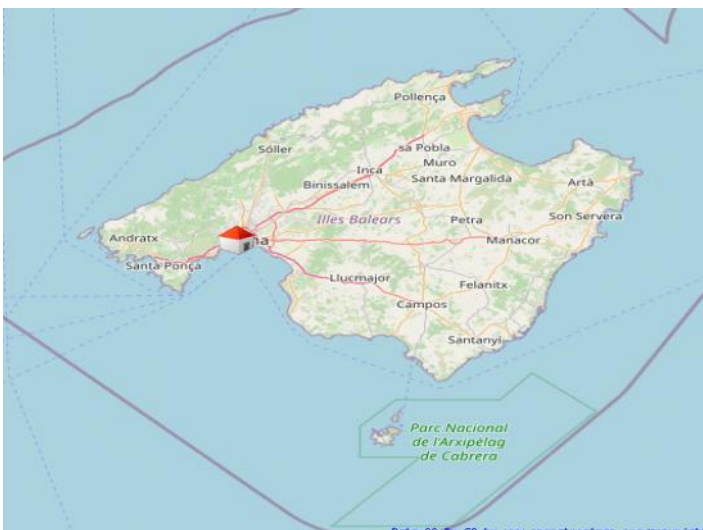 Pollença
Sóller
sa Pobla
Muro
Inca
Santa Margalida
Binissalem
Artà
Illes Balears
Petra
Son Servera
Andratx
Manacor
Santa Ponça
Llucmajor
Felanitx
Campos
Santanyí
Parc Nacional
de l'Arxipèlag
de Cabrera